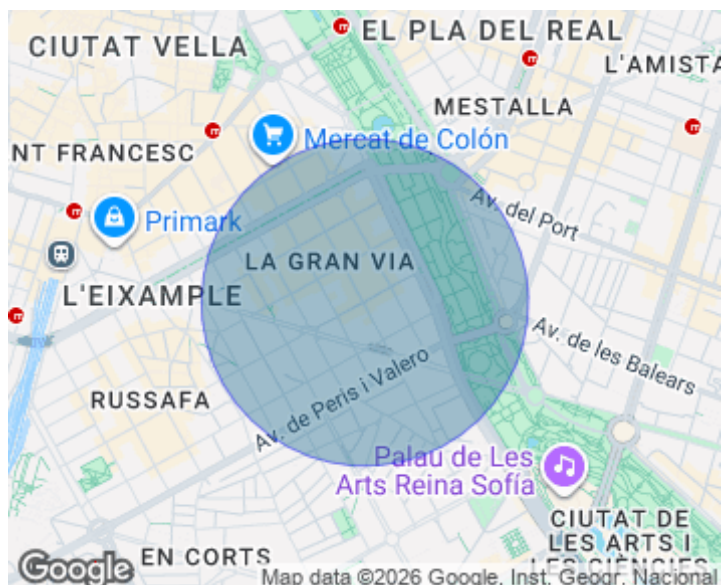 CIUTAT VELLA
EL PLA DEL REAL
L'AMISTA
MESTALLA
Mercat de Colón
NT FRANCESC
Primark
Av. del Port
LA GRAN VIA
L'EIXAMPLE
Av. de les Balears
RUSSAFA
Av. de Peris i Valero
Palau de Les
Arts Reina Sofía
CIUTAT DE
LES ARTS I
LES CIÈNCIES
EN CORTS
Google
Map data ©2026 Google, Inst. Geogr. Nacional